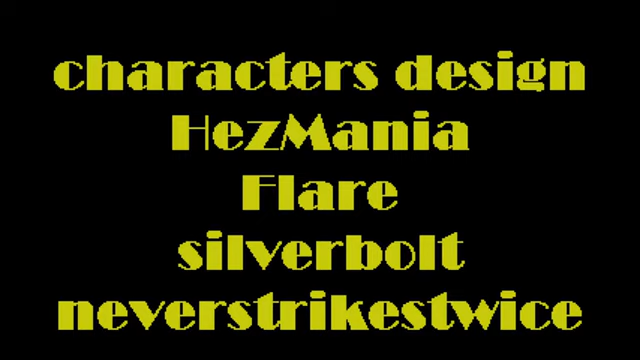 characters design
HezMania
Flare
silverbolt
neverstrikestwice